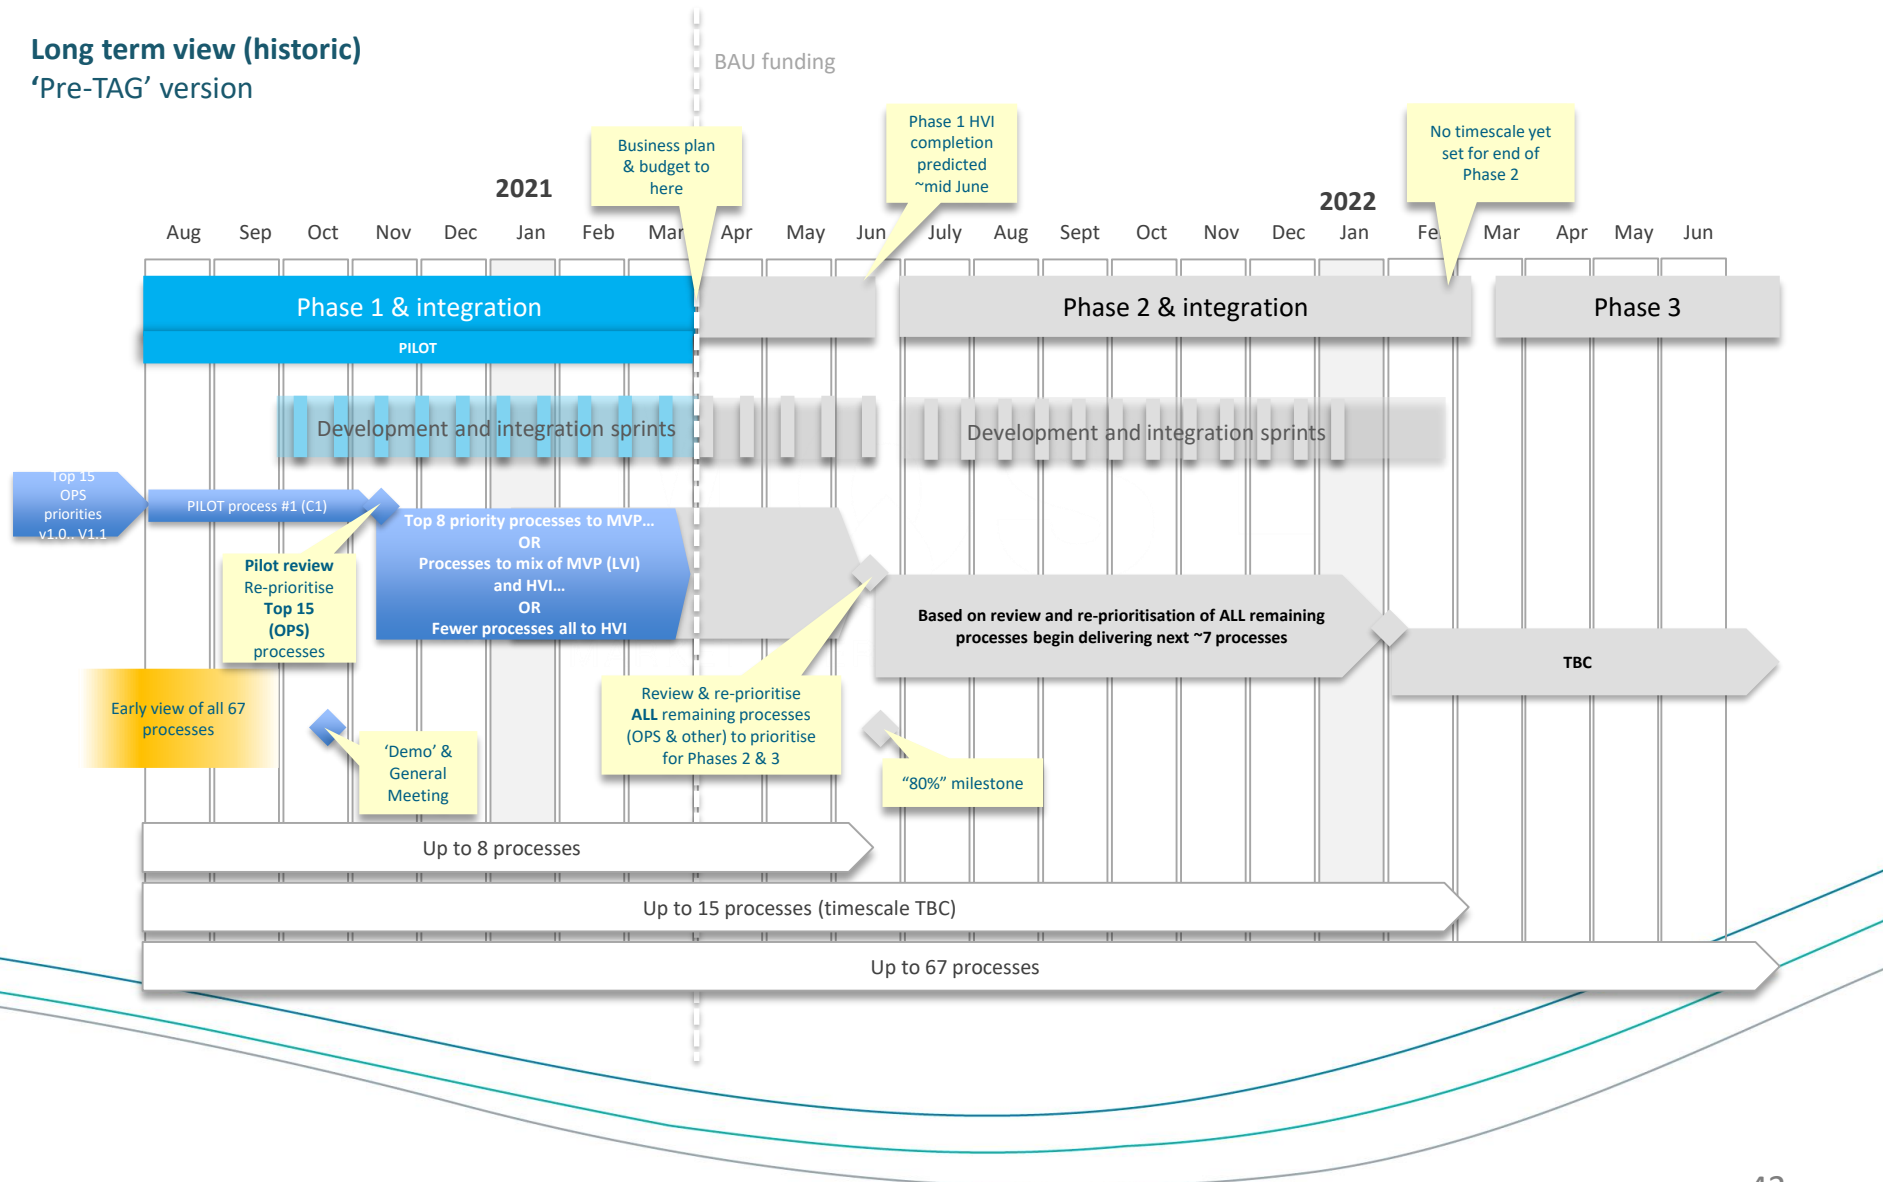 Long term view (historic)
‘Pre-TAG’ version
BAU funding
Business plan
& budget to
here
Phase 1 HVI
completion
predicted
~mid June
No timescale yet
set for end of
Phase 2
2021
2022
Aug Sep Oct Nov Dec Jan Feb Mar Apr May Jun July Aug Sept Oct Nov Dec Jan Fe Mar Apr May Jun
Phase 1 & integration
Phase 2 & integration
Phase 3
PILOT
Development and integration sprints
Development and integration sprints
Top 15
OPS
priorities
v1.0.. V1.1
PILOT process #1 (C1)
Top 8 priority processes to MVP...
OR
Processes to mix of MVP (LVI)
and HVI...
OR
Fewer processes all to HVI
Pilot review
Re-prioritise
Top 15
(OPS)
processes
Based on review and re-prioritisation of ALL remaining
processes begin delivering next ~7 processes
TBC
Early view of all 67
processes
Review & re-prioritise
ALL remaining processes
(OPS & other) to prioritise
for Phases 2 & 3
‘Demo’ &
General
Meeting
“80%” milestone
Up to 8 processes
Up to 15 processes (timescale TBC)
Up to 67 processes